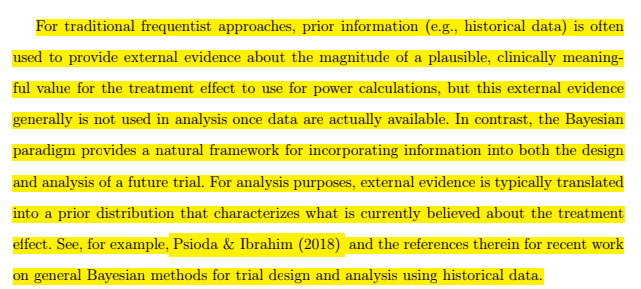 For traditional frequentist approaches, prior information (e.g., historical data) is often
used to provide external evidence about the magnitude of a plausible, clinically meaning-
ful value for the treatment effect to use for power calculations, but this external evidence
generally is not used in analysis once data are actually available. In contrast, the Bayesian
paradigm provides a natural framework for incorporating information into both the design
and analysis of a future trial. For analysis purposes, external evidence is typically translated
into a prior distribution that characterizes what is currently believed about the treatment
effect. See, for example, Psioda & Ibrahim (2018) and the references therein for recent work
on general Bayesian methods for trial design and analysis using historical data.